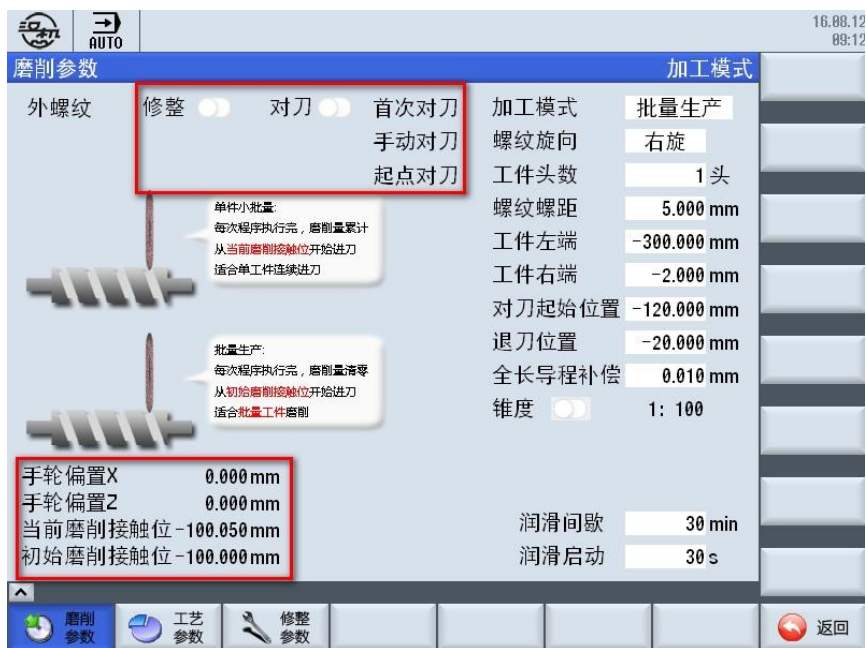 AUTO
16.08.12
09:12
磨削参数
加工模式
外螺纹
修整
对刀
首次对刀
手动对刀
起点对刀
单件小批量:
每次程序执行完，磨削量累计
从当前磨削接触位开始进刀
适合单工件连续进刀
批量生产:
每次程序执行完，磨削量清零
从初始磨削接触位开始进刀
适合批量工件磨削
加工模式 批量生产
螺纹旋向 右旋
工件头数 1 头
螺纹螺距 5.000 mm
工件左端 -300.000 mm
工件右端 -2.000 mm
对刀起始位置 -120.000 mm
退刀位置 -20.000 mm
全长导程补偿 0.010 mm
锥度 1: 100
手轮偏置X 0.000 mm
手轮偏置Z 0.000 mm
当前磨削接触位 -100.050 mm
初始磨削接触位 -100.000 mm
润滑间歇 30 min
润滑启动 30 s
磨削
参数
工艺
参数
修整
参数
返回